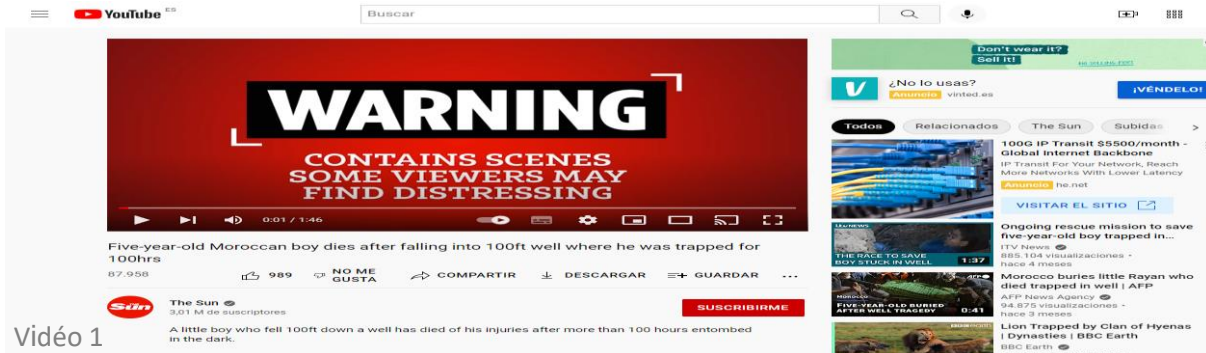 YouTube ES
Buscar
WARNING
CONTAINS SCENES
SOME VIEWERS MAY
FIND DISTRESSING
0:01 / 1:46
Five-year-old Moroccan boy dies after falling into 100ft well where he was trapped for
100hrs
87.958
989
NO ME
GUSTA
COMPARTIR
DESCARGAR
GUARDAR
...
Sun
The Sun
3,01 M de suscriptores
SUSCRIBIRME
A little boy who fell 100ft down a well has died of his injuries after more than 100 hours entombed
in the dark.
Vidéo 1
Don't wear it?
Sell it!
¿No lo usas?
Anuncio vinted.es
¡VÉNDELO!
Todos
Relacionados
The Sun
Subidas
100G IP Transit $5500/month -
Global Internet Backbone
IP Transit For Your Network, Reach
More Networks With Lower Latency
Anuncio he.net
VISITAR EL SITIO
ITV NEWS
THE RACE TO SAVE
BOY STUCK IN WELL
1:37
Ongoing rescue mission to save
five-year-old boy trapped in...
ITV News
885.104 visualizaciones •
hace 4 meses
AFP
MOROCCO
FIVE-YEAR-OLD BURIED
AFTER WELL TRAGEDY
0:41
Morocco buries little Rayan who
died trapped in well | AFP
AFP News Agency
94.875 visualizaciones •
hace 3 meses
Lion Trapped by Clan of Hyenas
| Dynasties | BBC Earth
BBC Earth